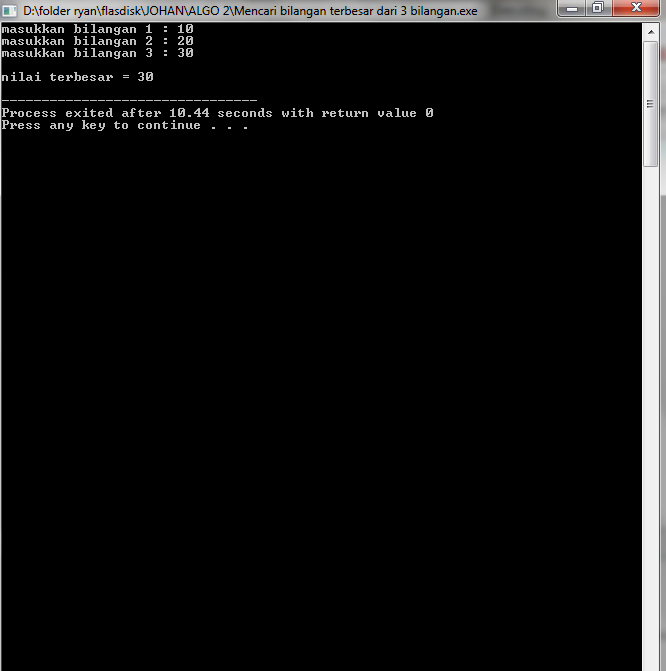 D:\folder ryan\flasdisk\JOHAN\ALGO 2\Mencari bilangan terbesar dari 3 bilangan.exe
masukkan bilangan 1 : 10
masukkan bilangan 2 : 20
masukkan bilangan 3 : 30
nilai terbesar = 30
--------------------------------
Process exited after 10.44 seconds with return value 0
Press any key to continue . . .